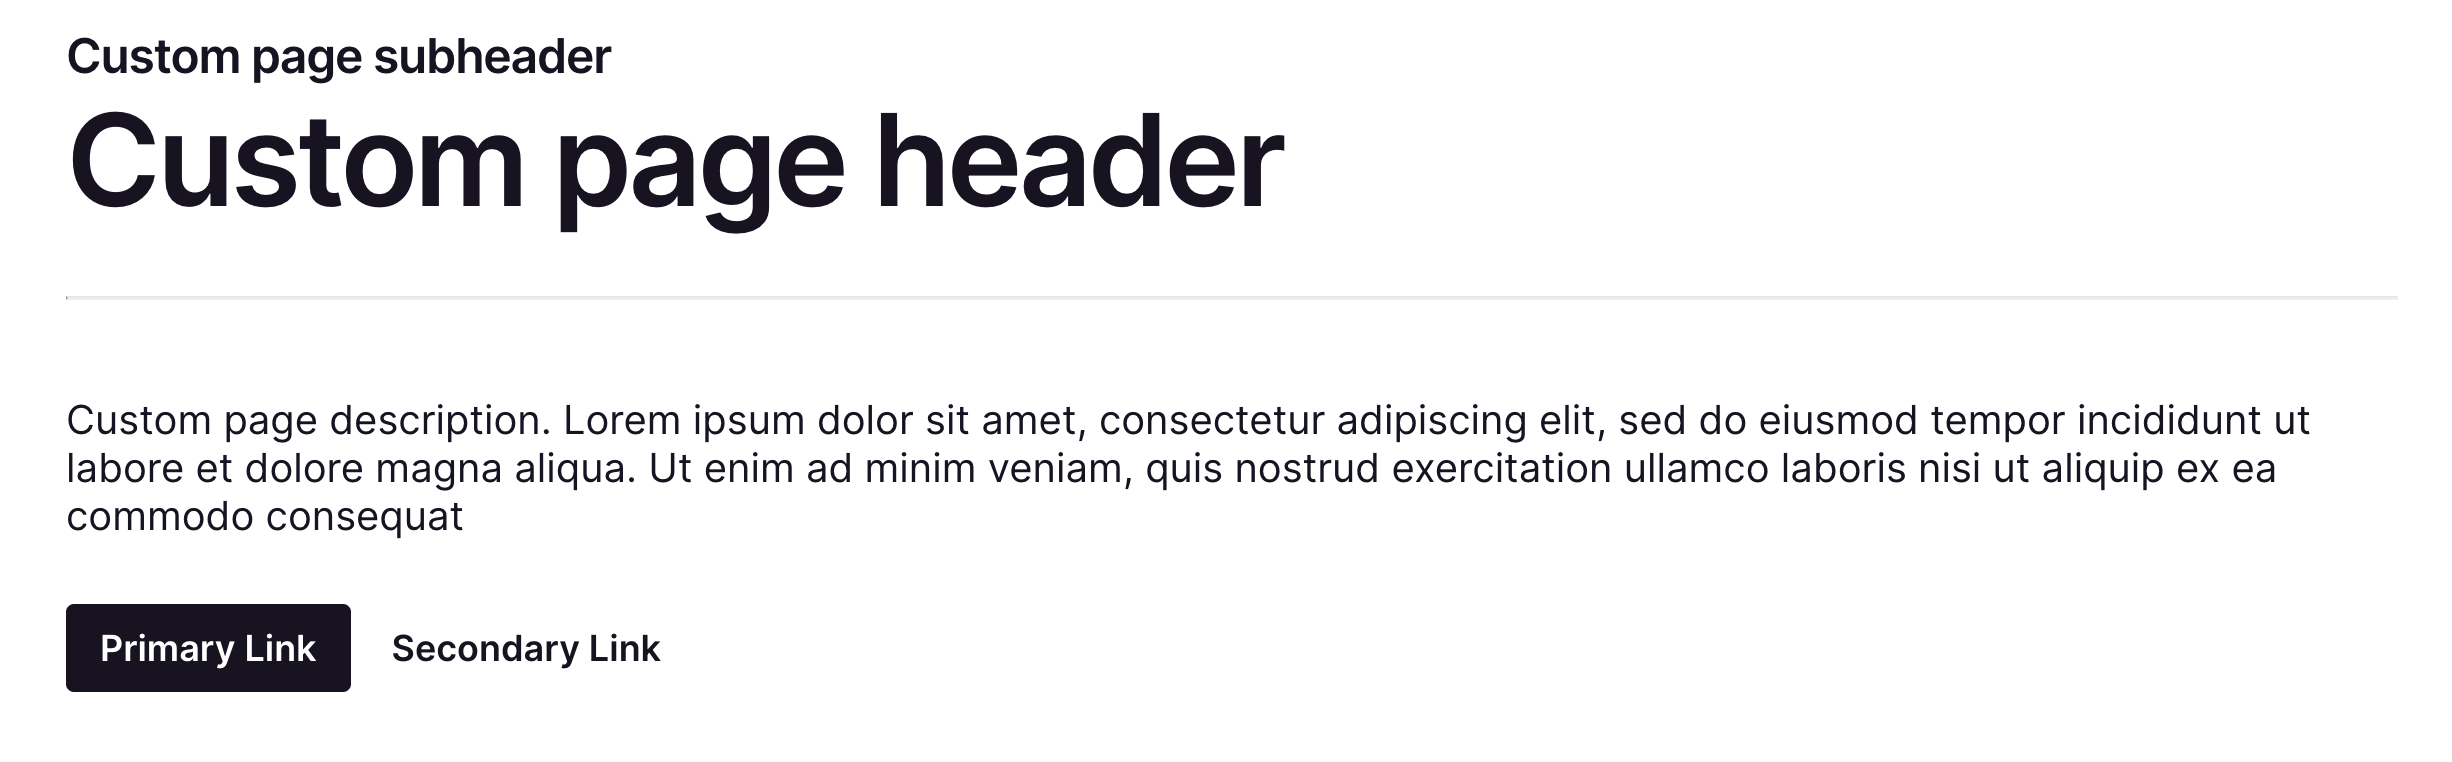 Custom page subheader
Custom page header
Custom page description. Lorem ipsum dolor sit amet, consectetur adipiscing elit, sed do eiusmod tempor incididunt ut
labore et dolore magna aliqua. Ut enim ad minim veniam, quis nostrud exercitation ullamco laboris nisi ut aliquip ex ea
commodo consequat
Primary Link Secondary Link